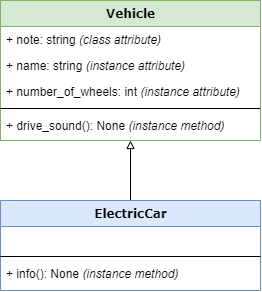 Vehicle
+ note: string (class attribute)
+ name: string (instance attribute)
+ number_of_wheels: int (instance attribute)
+ drive_sound(): None (instance method)
ElectricCar
+ info(): None (instance method)